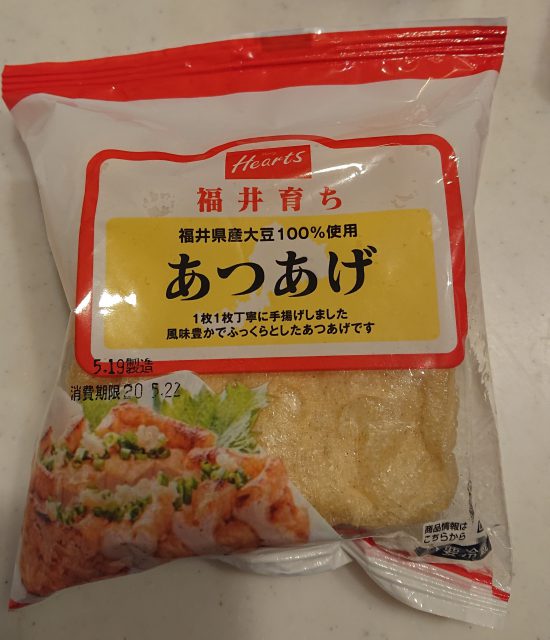 Hearts
福井育ち
福井県産大豆100%使用
あつあげ
1枚1枚丁寧に手揚げしました
風味豊かでふっくらとしたあつあげです
5.19製造
消費期限20 5.22
商品情報は
こちらから
要冷